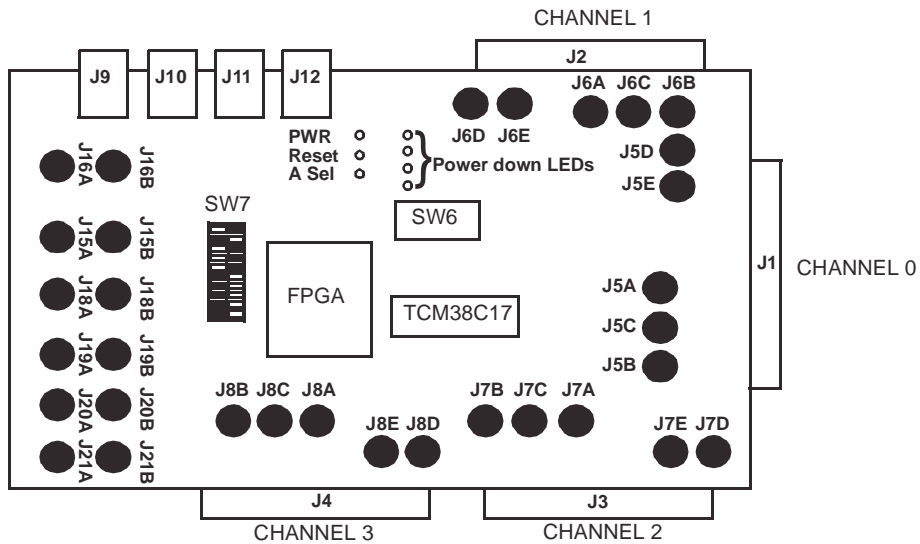 CHANNEL 1
J2
J9 J10 J11 J12
J6A J6C J6B
J6D J6E
PWR
Reset
A Sel
Power down LEDs
J5D
J5E
J16A J16B
SW7
SW6
J15A J15B
J1
CHANNEL 0
J18A J18B
FPGA
TCM38C17
J5A
J5C
J5B
J19A J19B
J8B J8C J8A
J7B J7C J7A
J20A J20B
J8E J8D
J7E J7D
J21A J21B
J4
J3
CHANNEL 3
CHANNEL 2